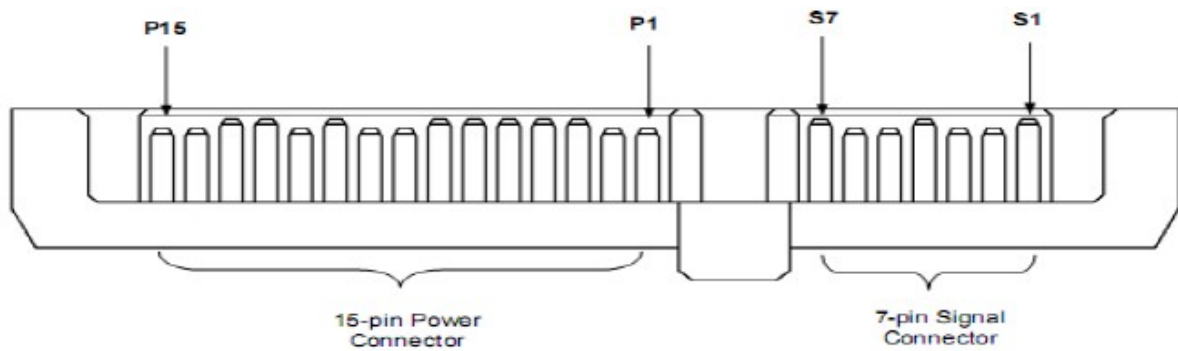 P15
P1
S7
S1
15-pin Power
Connector
7-pin Signal
Connector